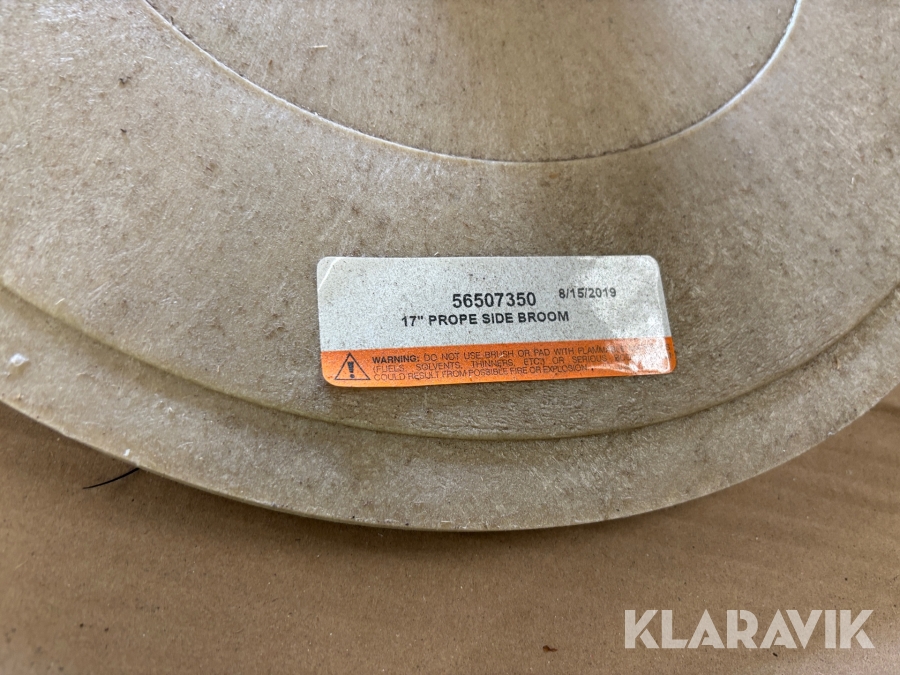 56507350 8/15/2019
17" PROPE SIDE BROOM
WARNING: DO NOT USE BRUSH OR PAD WITH
(FUELS, SOLVENTS, THINNERS, ETC.) OR SERIOUS
COULD RESULT FROM POSSIBLE FIRE OR EXPLOSION.
KLARAVIK